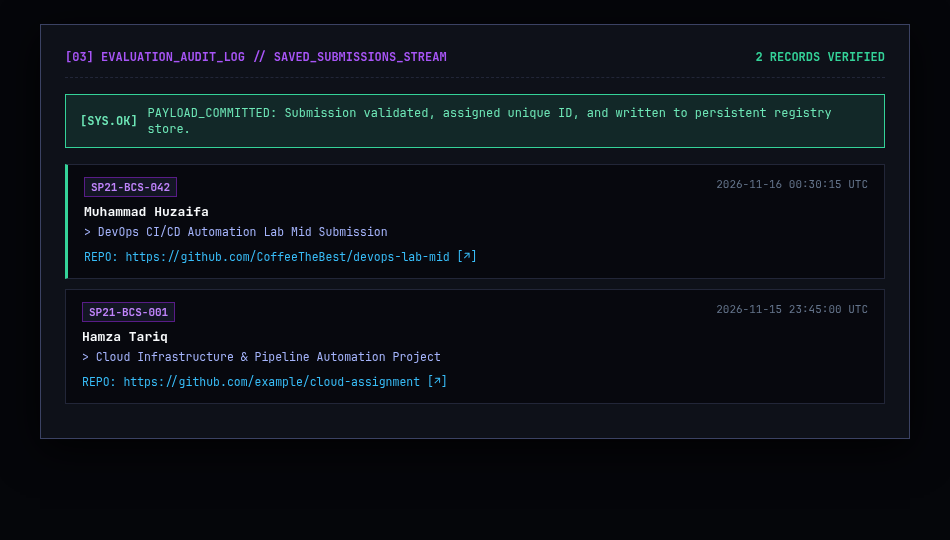 [03] EVALUATION_AUDIT_LOG // SAVED_SUBMISSIONS_STREAM
2 RECORDS VERIFIED
[SYS.OK]
PAYLOAD_COMMITTED: Submission validated, assigned unique ID, and written to persistent registry
store.
SP21-BCS-042
2026-11-16 00:30:15 UTC
Muhammad Huzaifa
> DevOps CI/CD Automation Lab Mid Submission
REPO: https://github.com/CoffeeTheBest/devops-lab-mid [↗]
SP21-BCS-001
2026-11-15 23:45:00 UTC
Hamza Tariq
> Cloud Infrastructure & Pipeline Automation Project
REPO: https://github.com/example/cloud-assignment [↗]